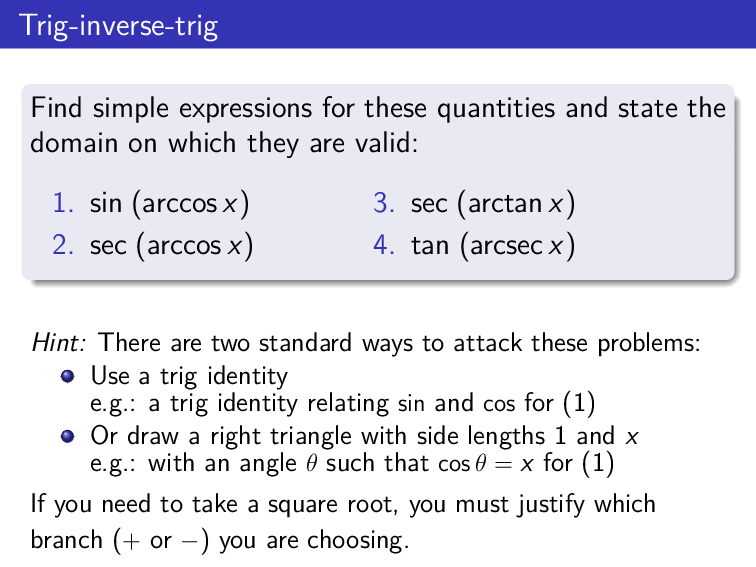 Trig-inverse-trig
Find simple expressions for these quantities and state the
domain on which they are valid:
1. sin (arccos x)
2. sec (arccos x)
3. sec (arctan x)
4. tan (arcsec x)
Hint: There are two standard ways to attack these problems:
Use a trig identity
e.g.: a trig identity relating sin and cos for (1)
Or draw a right triangle with side lengths 1 and x
e.g.: with an angle θ such that cos θ = x for (1)
If you need to take a square root, you must justify which
branch (+ or −) you are choosing.